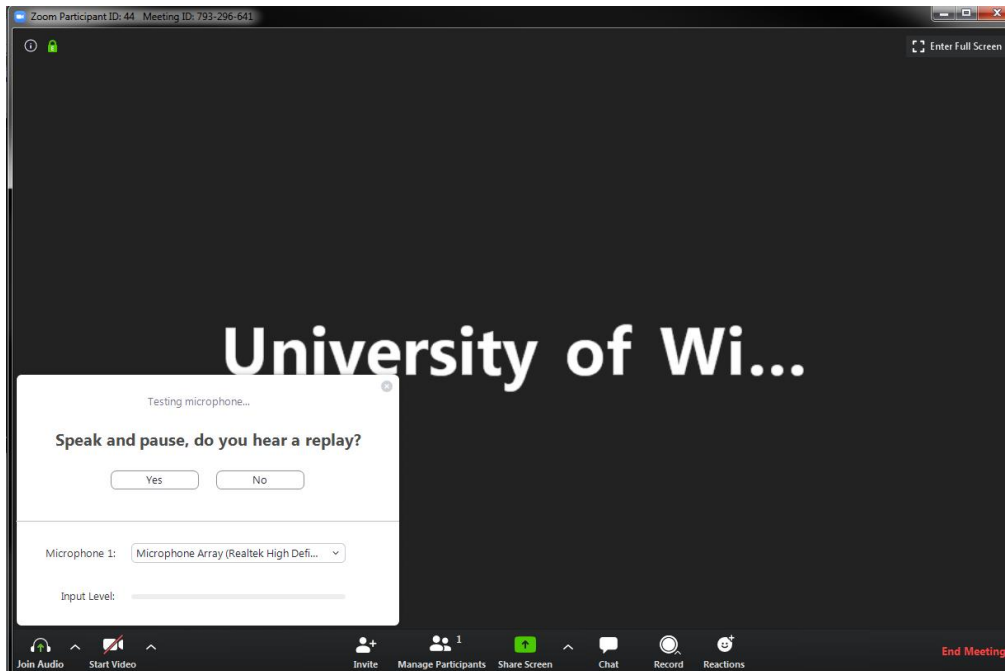 Zoom Participant ID: 44 Meeting ID: 793-296-641
Enter Full Screen
University of Wi...
Testing microphone...
Speak and pause, do you hear a replay?
Yes No
Microphone 1: Microphone Array (Realtek High Defi...
Input Level:
1
Join Audio Start Video Invite Manage Participants Share Screen Chat Record Reactions End Meeting